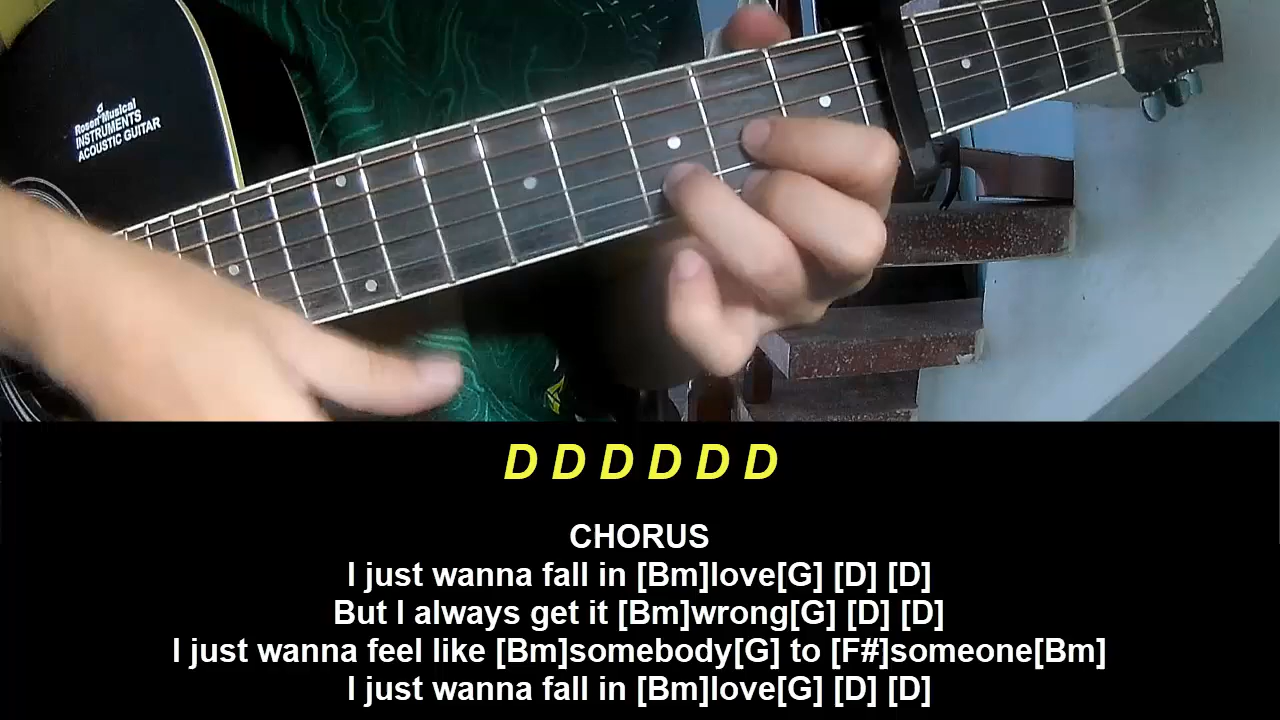 Rosen Musical
INSTRUMENTS
ACOUSTIC GUITAR
D D D D D D
CHORUS
I just wanna fall in [Bm]love[G] [D] [D]
But I always get it [Bm]wrong[G] [D] [D]
I just wanna feel like [Bm]somebody[G] to [F#]someone[Bm]
I just wanna fall in [Bm]love[G] [D] [D]